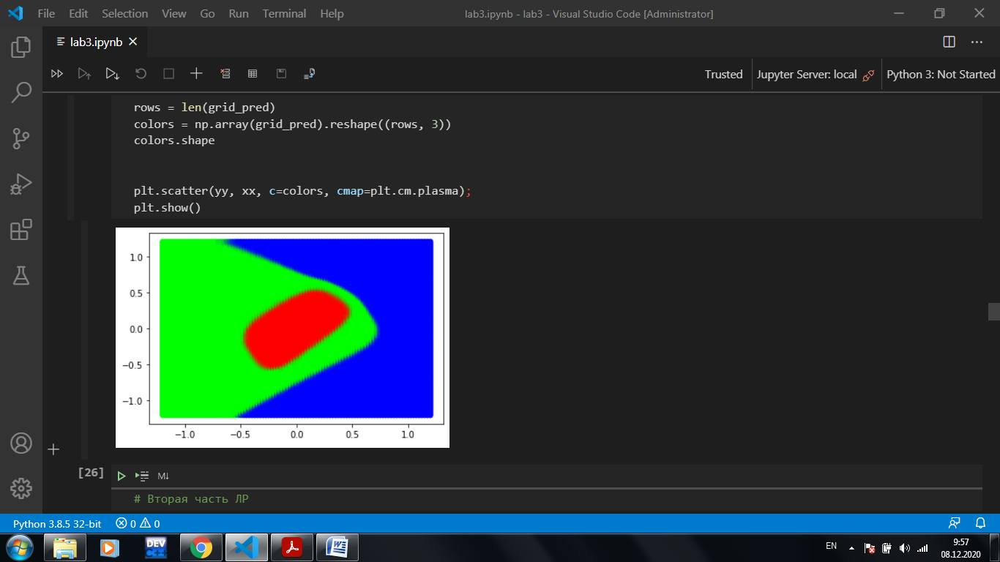 File Edit Selection View Go Run Terminal Help
lab3.ipynb - lab3 - Visual Studio Code [Administrator]
lab3.ipynb
Trusted
Jupyter Server: local
Python 3: Not Started
rows = len(grid_pred)
colors = np.array(grid_pred).reshape((rows, 3))
colors.shape
plt.scatter(yy, xx, c=colors, cmap=plt.cm.plasma);
plt.show()
1.0
0.5
0.0
−0.5
−1.0
−1.0 −0.5 0.0 0.5 1.0
[26]
M↓
# Вторая часть ЛР
Python 3.8.5 32-bit
0
0
DEV
C++
W
EN
9:57
08.12.2020